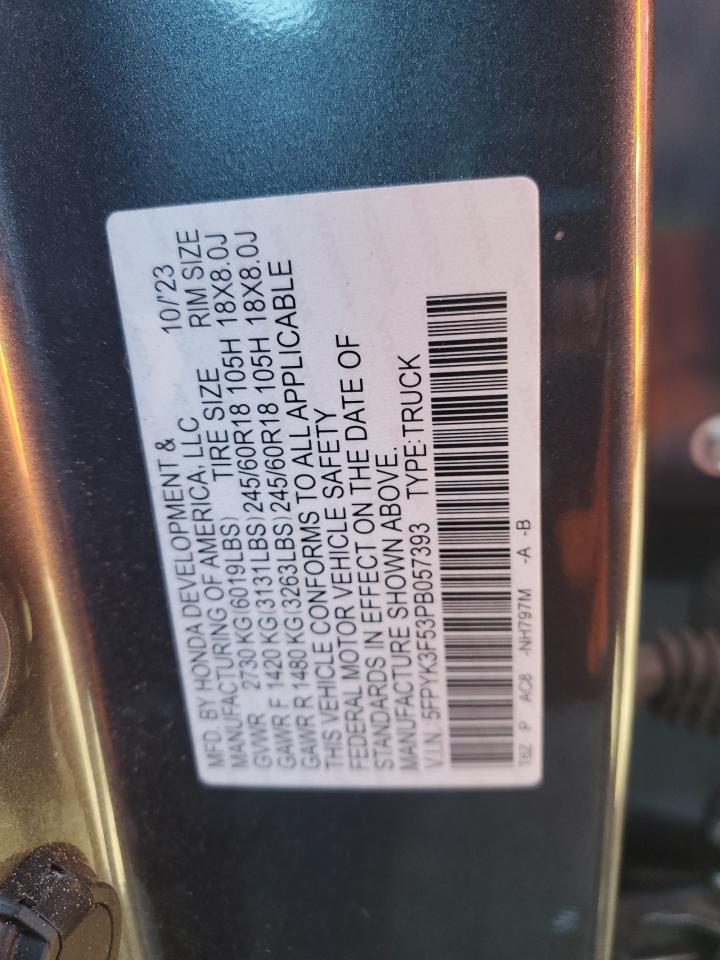 MFD. BY HONDA DEVELOPMENT & 10/'23
MANUFACTURING OF AMERICA, LLC
GVWR 2730 KG(6019LBS) TIRE SIZE RIM SIZE
GAWR F 1420 KG(3131LBS) 245/60R18 105H 18X8.0J
GAWR R 1480 KG(3263LBS) 245/60R18 105H 18X8.0J
THIS VEHICLE CONFORMS TO ALL APPLICABLE
FEDERAL MOTOR VEHICLE SAFETY
STANDARDS IN EFFECT ON THE DATE OF
MANUFACTURE SHOWN ABOVE.
V.I.N.: 5FPYK3F53PB057393 TYPE: TRUCK
T6Z P AC8 -NH797M -A -B